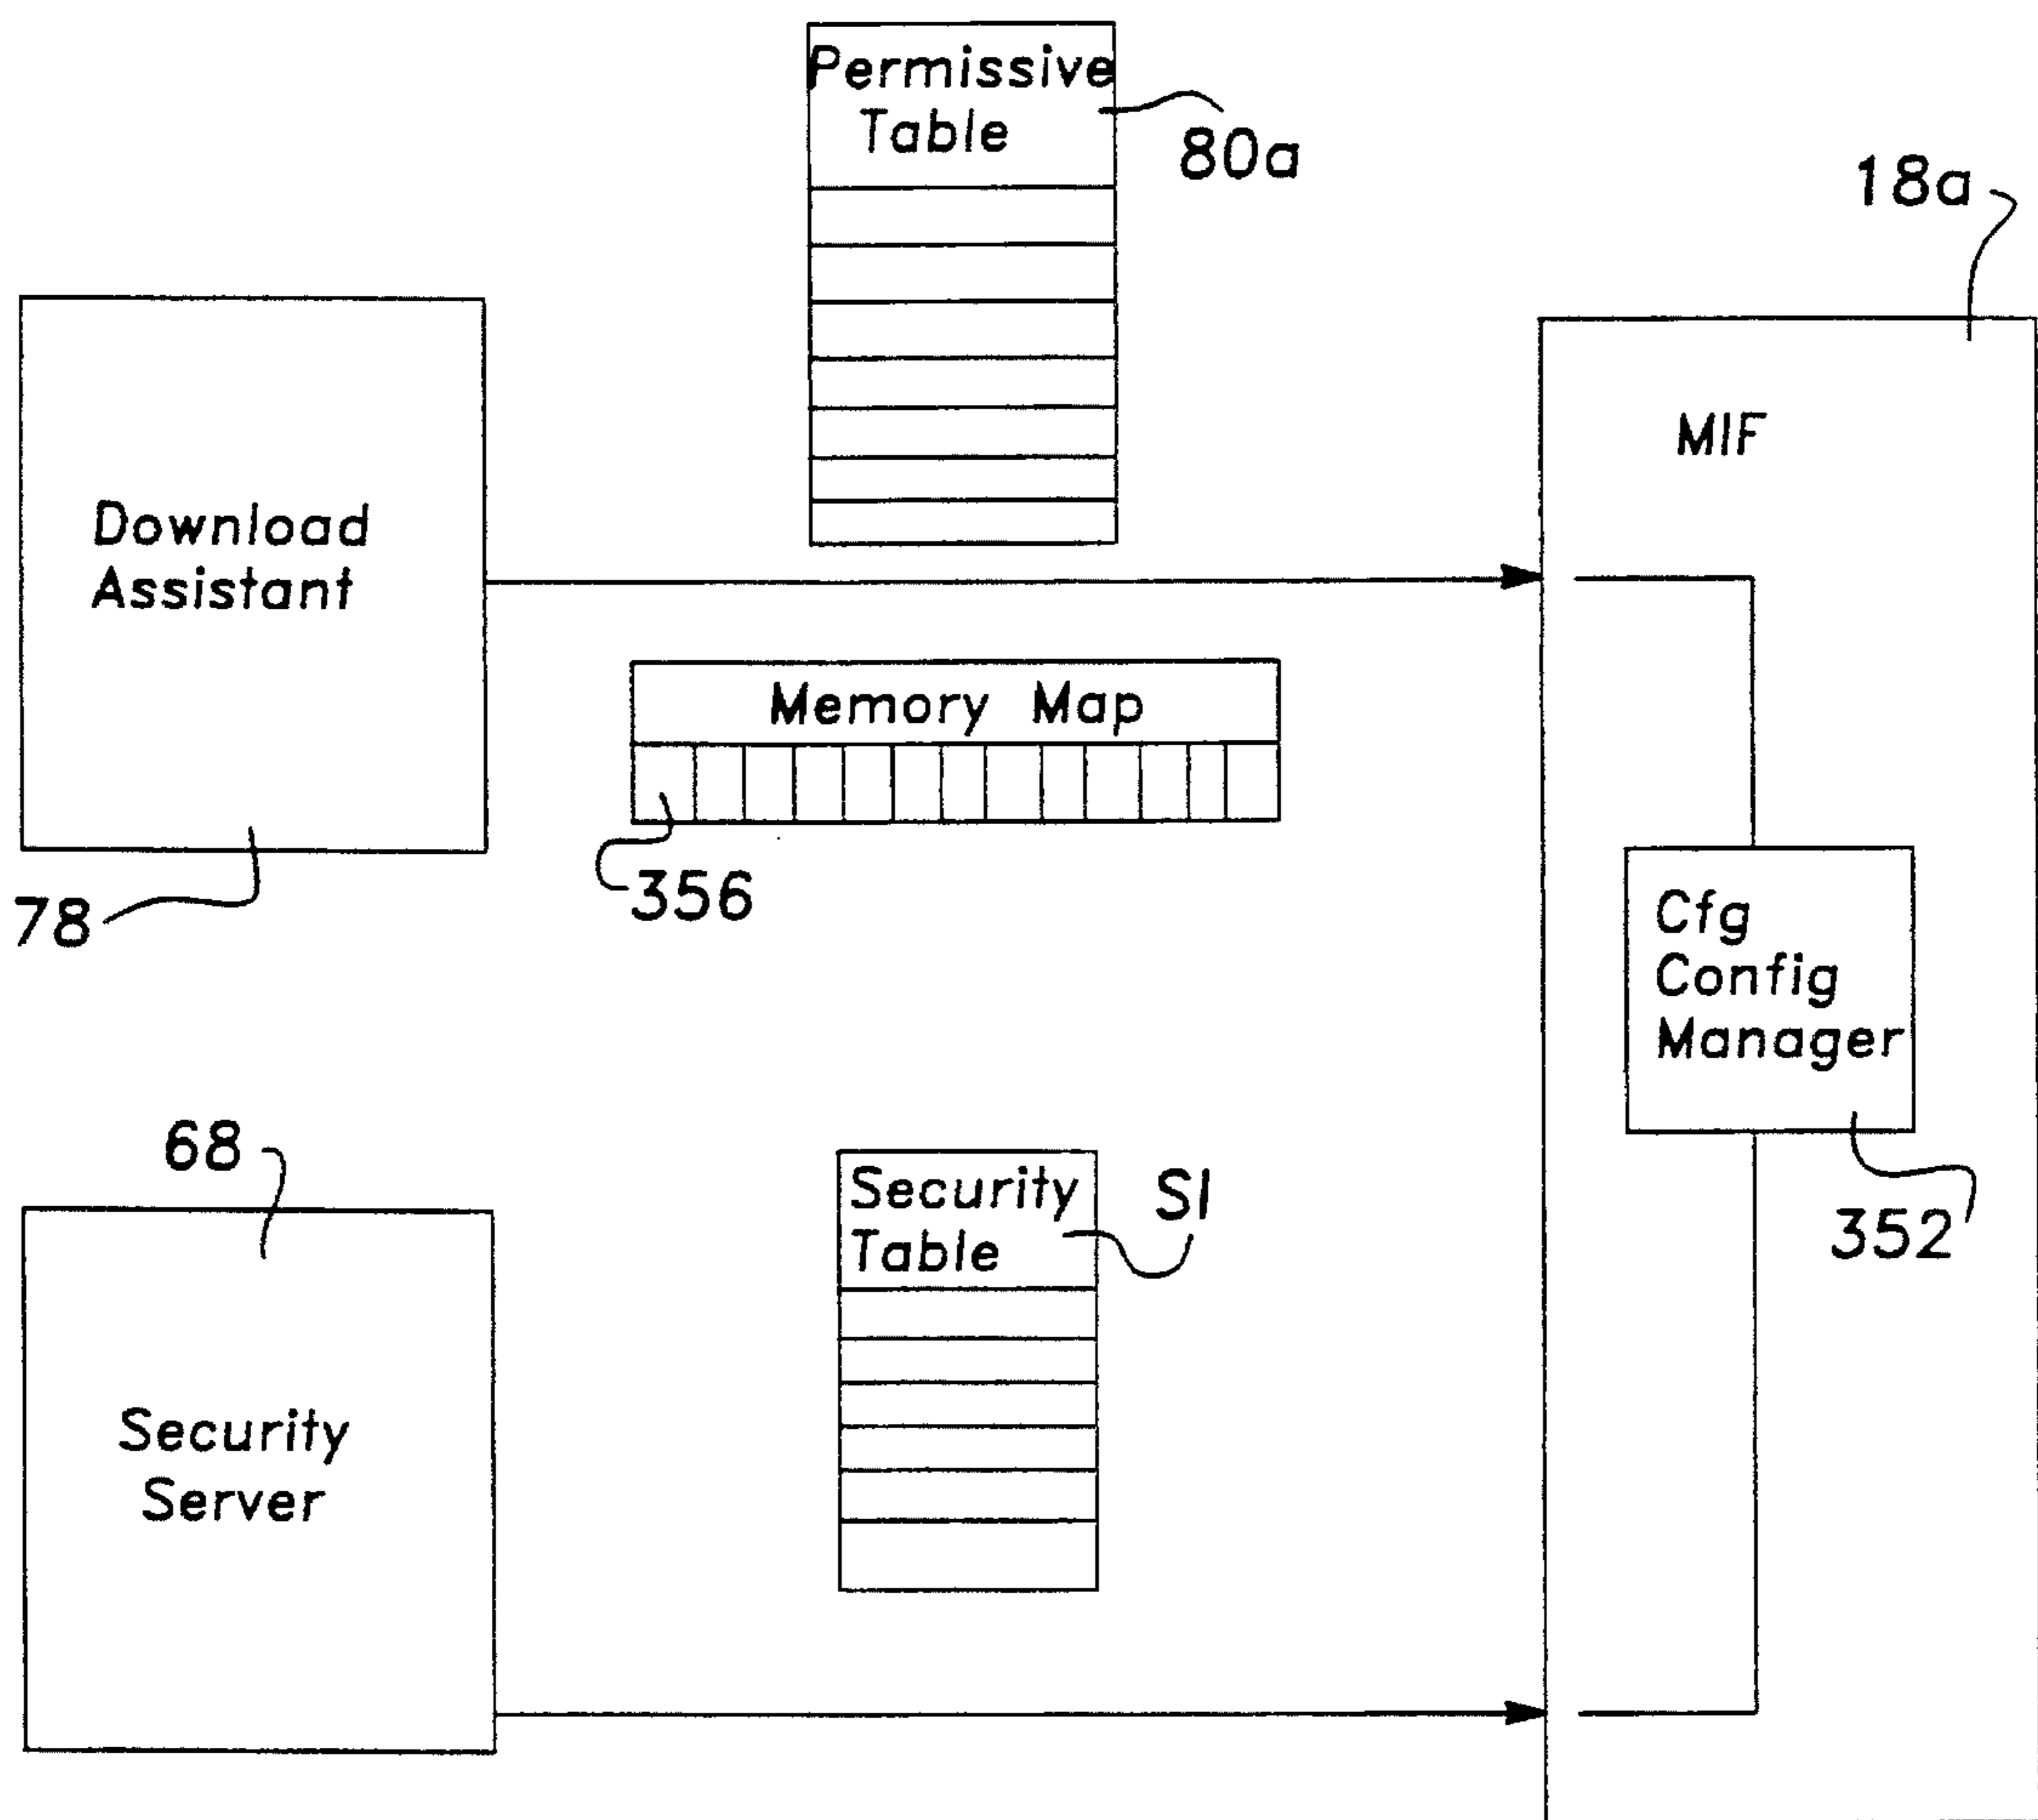 Permissive
Table
80a
18a
MIF
Download
Assistant
Memory Map
356
78
Cfg
Config
Manager
352
68
Security
Table
S1
Security
Server